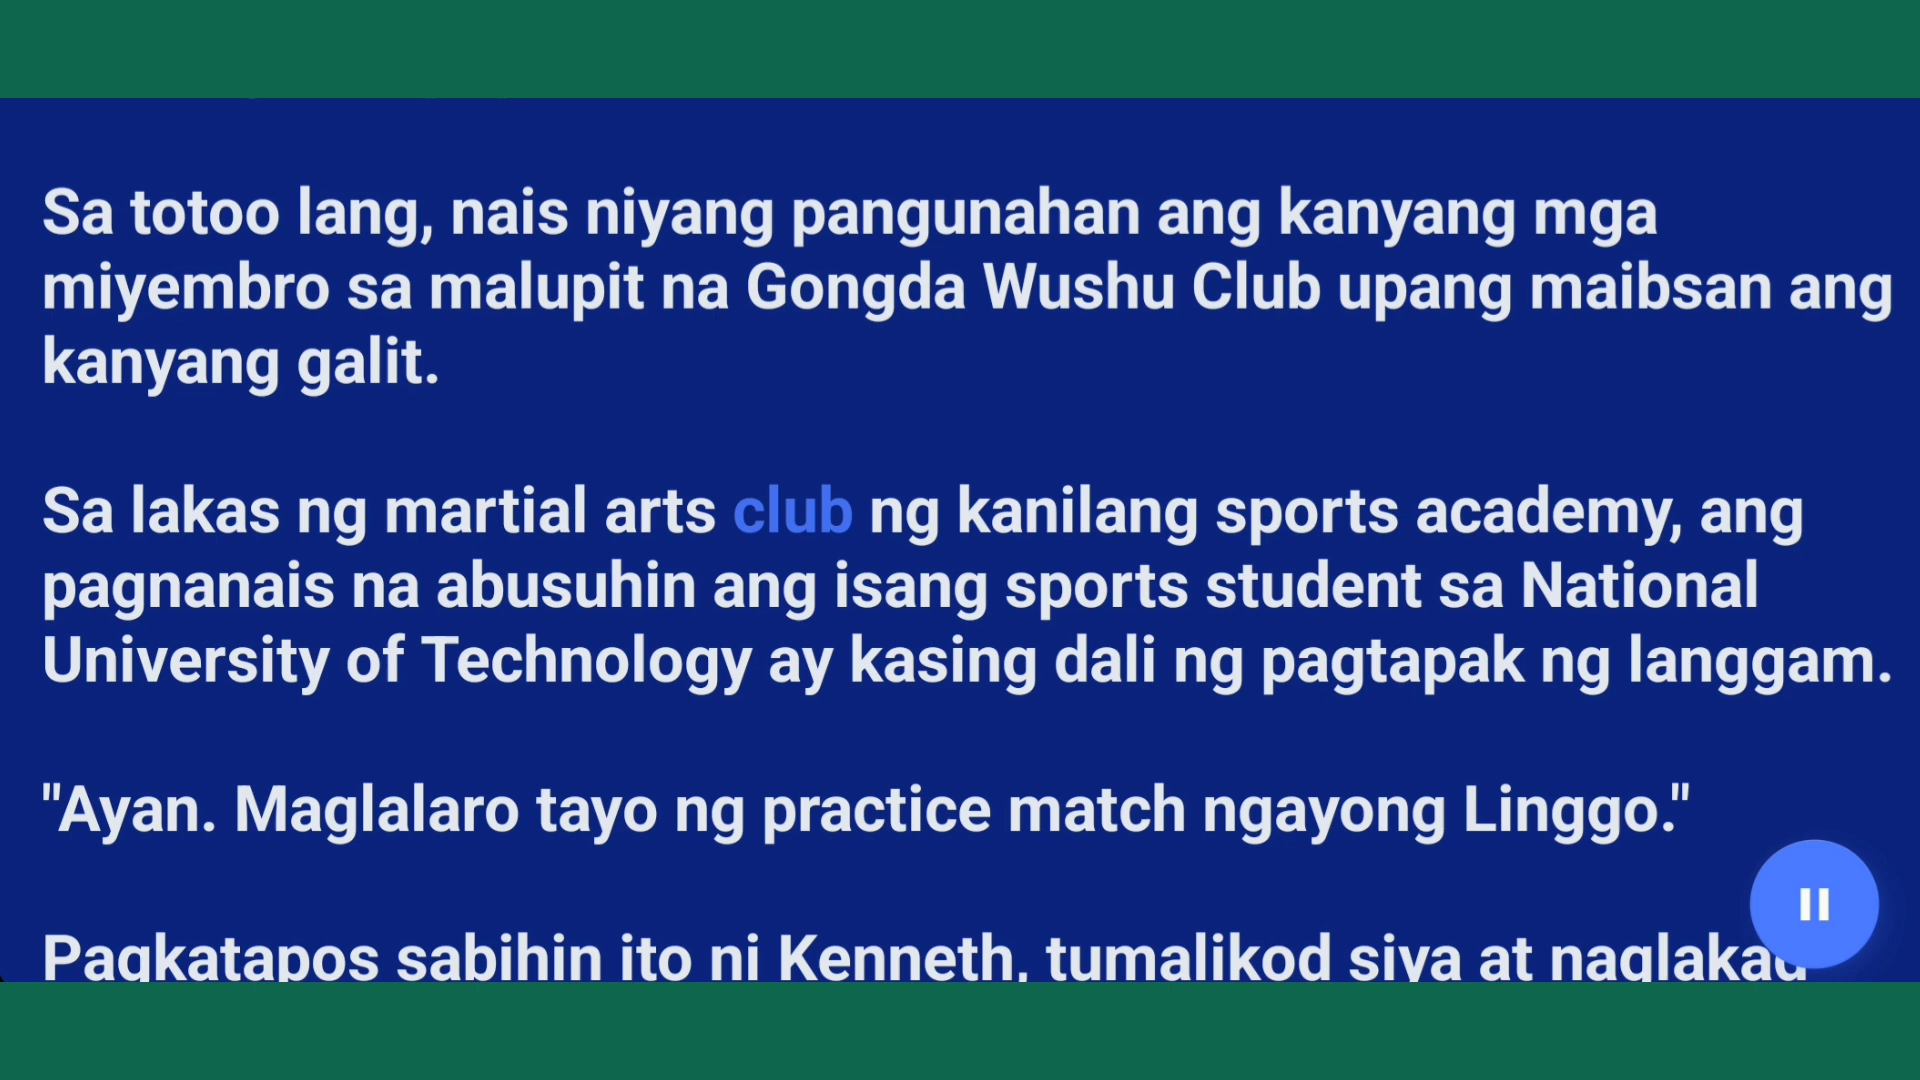 Sa totoo lang, nais niyang pangunahan ang kanyang mga
miyembro sa malupit na Gongda Wushu Club upang maibsan ang
kanyang galit.
Sa lakas ng martial arts club ng kanilang sports academy, ang
pagnanais na abusuhin ang isang sports student sa National
University of Technology ay kasing dali ng pagtapak ng langgam.
"Ayan. Maglalaro tayo ng practice match ngayong Linggo."
Pagkatapos sabihin ito ni Kenneth, tumalikod siya at naglakad